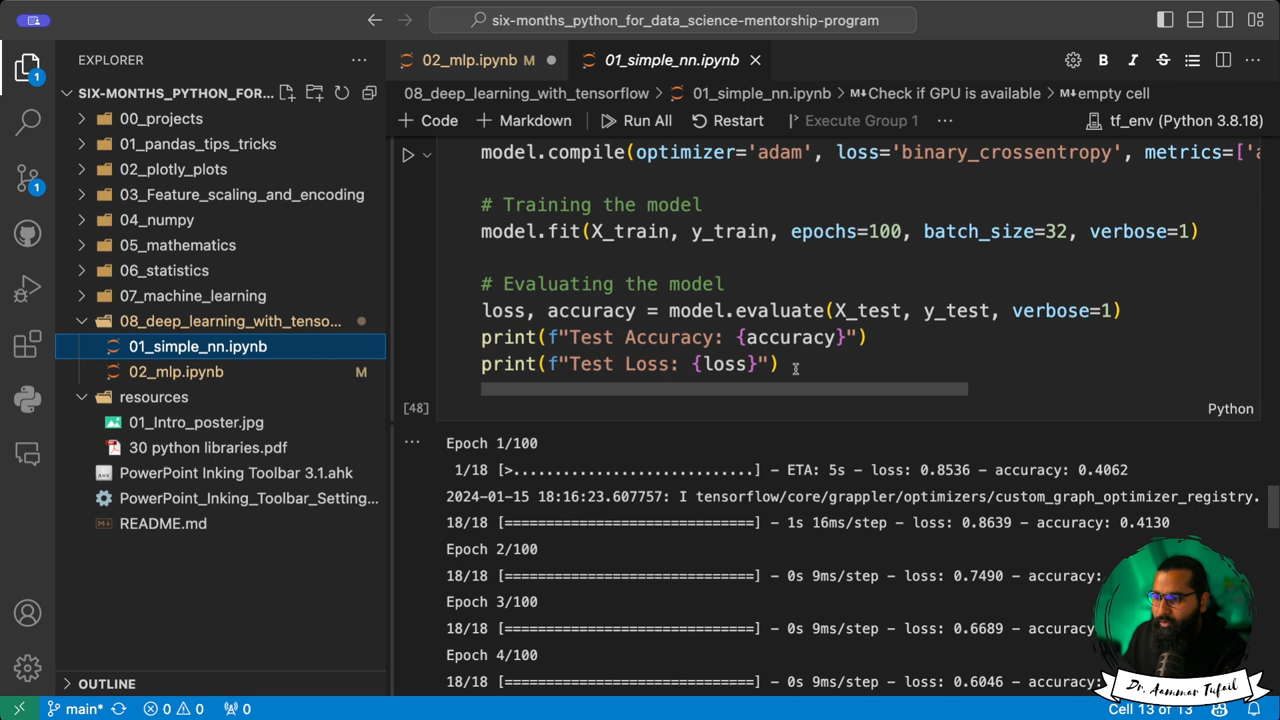 six-months_python_for_data_science-mentorship-program
EXPLORER
SIX-MONTHS_PYTHON_FOR...
00_projects
01_pandas_tips_tricks
02_plotly_plots
03_Feature_scaling_and_encoding
04_numpy
05_mathematics
06_statistics
07_machine_learning
08_deep_learning_with_tenso...
01_simple_nn.ipynb
02_mlp.ipynb M
resources
01_Intro_poster.jpg
30 python libraries.pdf
PowerPoint Inking Toolbar 3.1.ahk
PowerPoint_Inking_Toolbar_Setting...
README.md
OUTLINE
1
1
02_mlp.ipynb M
01_simple_nn.ipynb
08_deep_learning_with_tensorflow > 01_simple_nn.ipynb > M Check if GPU is available > M empty cell
+ Code + Markdown Run All Restart Execute Group 1 ... tf_env (Python 3.8.18)
model.compile(optimizer='adam', loss='binary_crossentropy', metrics=['a
# Training the model
model.fit(X_train, y_train, epochs=100, batch_size=32, verbose=1)
# Evaluating the model
loss, accuracy = model.evaluate(X_test, y_test, verbose=1)
print(f"Test Accuracy: {accuracy}")
print(f"Test Loss: {loss}")
[48]
Python
Epoch 1/100
1/18 [>.............................] - ETA: 5s - loss: 0.8536 - accuracy: 0.4062
2024-01-15 18:16:23.607757: I tensorflow/core/grappler/optimizers/custom_graph_optimizer_registry.
18/18 [==============================] - 1s 16ms/step - loss: 0.8639 - accuracy: 0.4130
Epoch 2/100
18/18 [==============================] - 0s 9ms/step - loss: 0.7490 - accuracy:
Epoch 3/100
18/18 [==============================] - 0s 9ms/step - loss: 0.6689 - accuracy:
Epoch 4/100
18/18 [==============================] - 0s 9ms/step - loss: 0.6046 - accuracy:
Dr. Aammar Tufail
main* 0 0 0
Cell 13 of 13